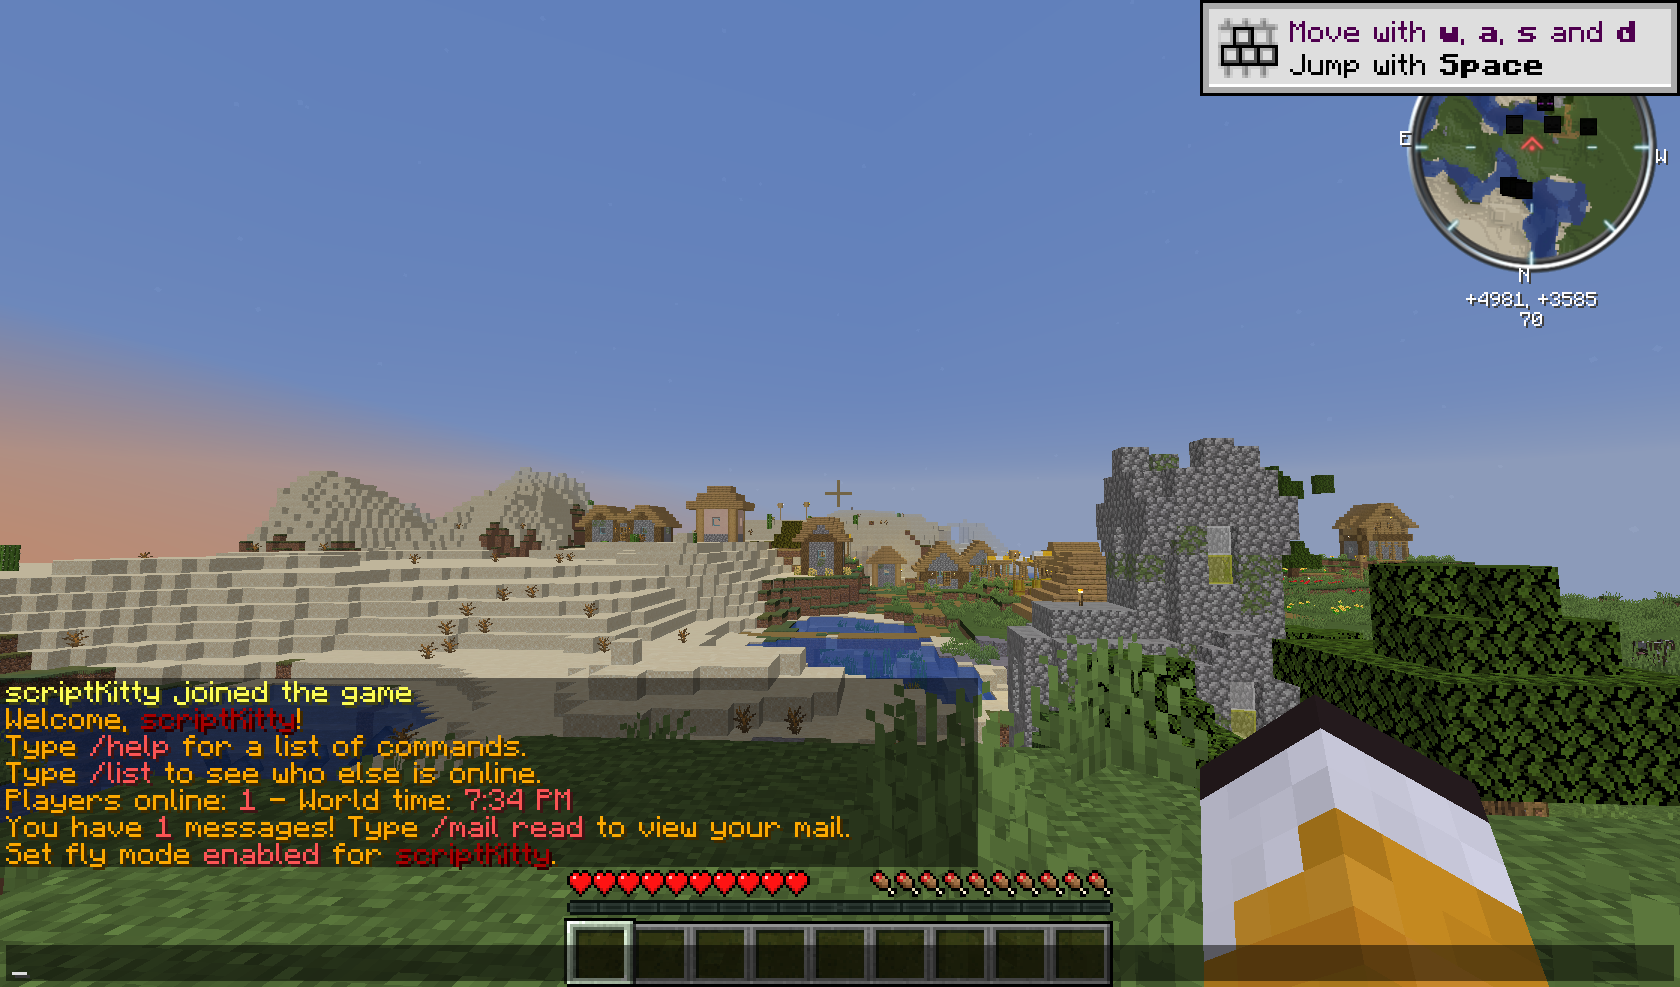 Move with w, a, s and d
Jump with Space
E
W
N
+4981, +3585
70
scriptKitty joined the game
Welcome, scriptKitty!
Type /help for a list of commands.
Type /list to see who else is online.
Players online: 1 - World time: 7:34 PM
You have 1 messages! Type /mail read to view your mail.
Set fly mode enabled for scriptKitty.
_